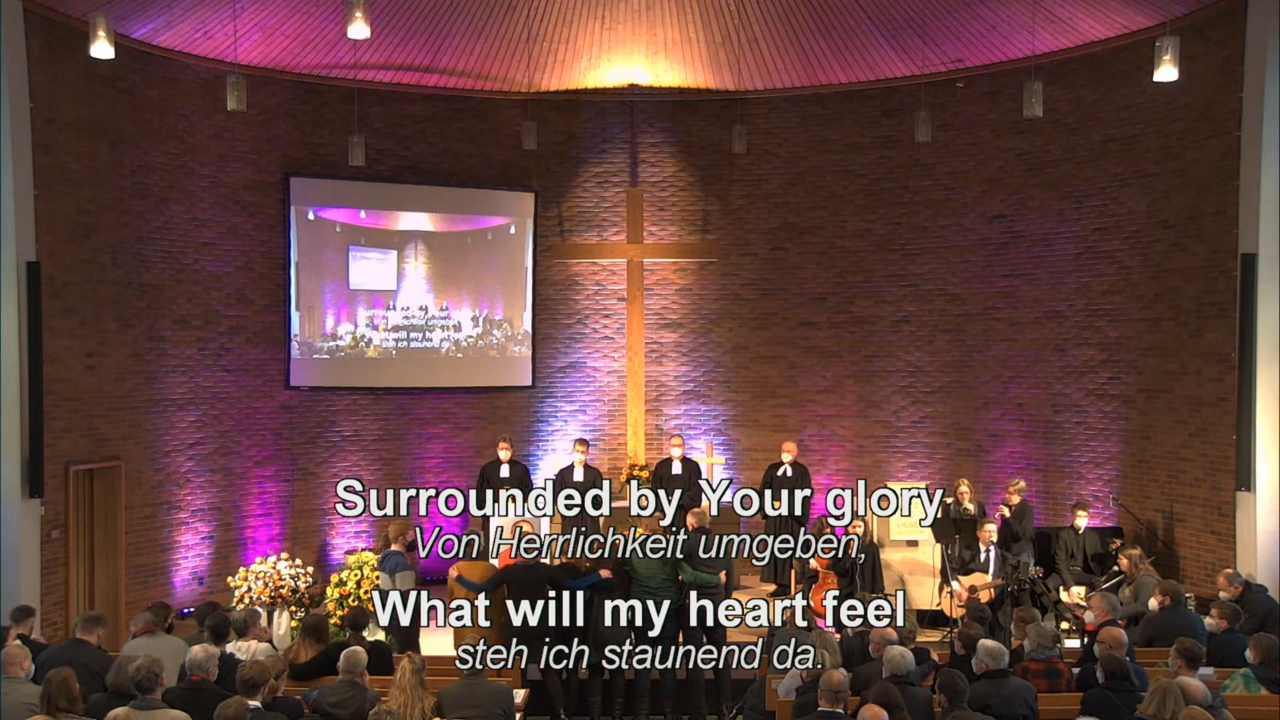 Surrounded by Your glory
Von Herrlichkeit umgeben,
What will my heart feel
steh ich staunend da.